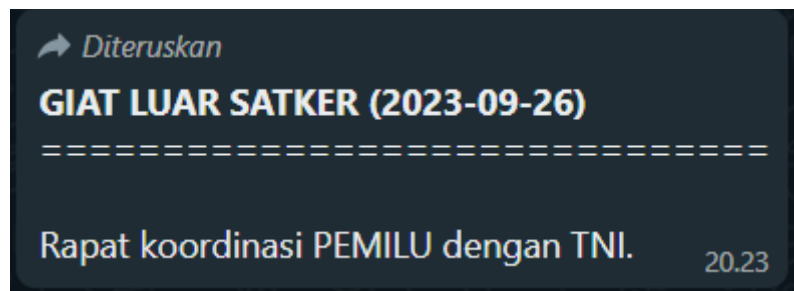 Diteruskan
GIAT LUAR SATKER (2023-09-26)
==============================
Rapat koordinasi PEMILU dengan TNI.
20.23